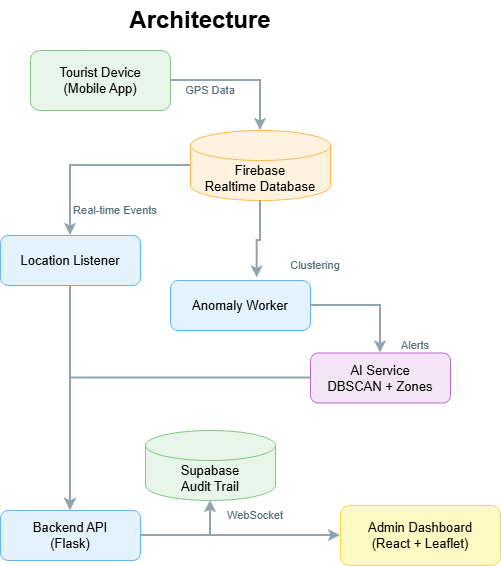 Architecture
Tourist Device
(Mobile App)
GPS Data
Firebase
Realtime Database
Real-time Events
Location Listener
Clustering
Anomaly Worker
Alerts
AI Service
DBSCAN + Zones
Supabase
Audit Trail
WebSocket
Backend API
(Flask)
Admin Dashboard
(React + Leaflet)